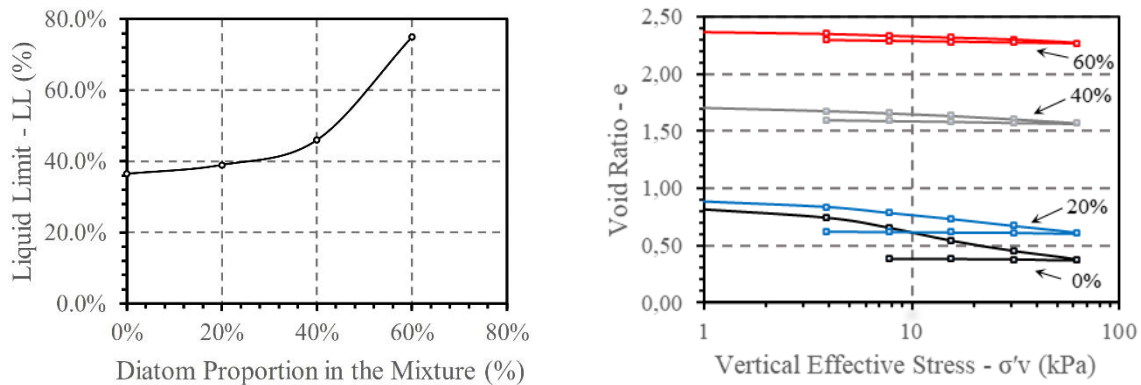 80.0%
60.0%
40.0%
20.0%
0.0%
Liquid Limit - LL (%)
0% 20% 40% 60% 80%
Diatom Proportion in the Mixture (%)
2,50
2,00
1,50
1,00
0,50
0,00
Void Ratio - e
60%
40%
20%
0%
1 10 100
Vertical Effective Stress - σ'v (kPa)